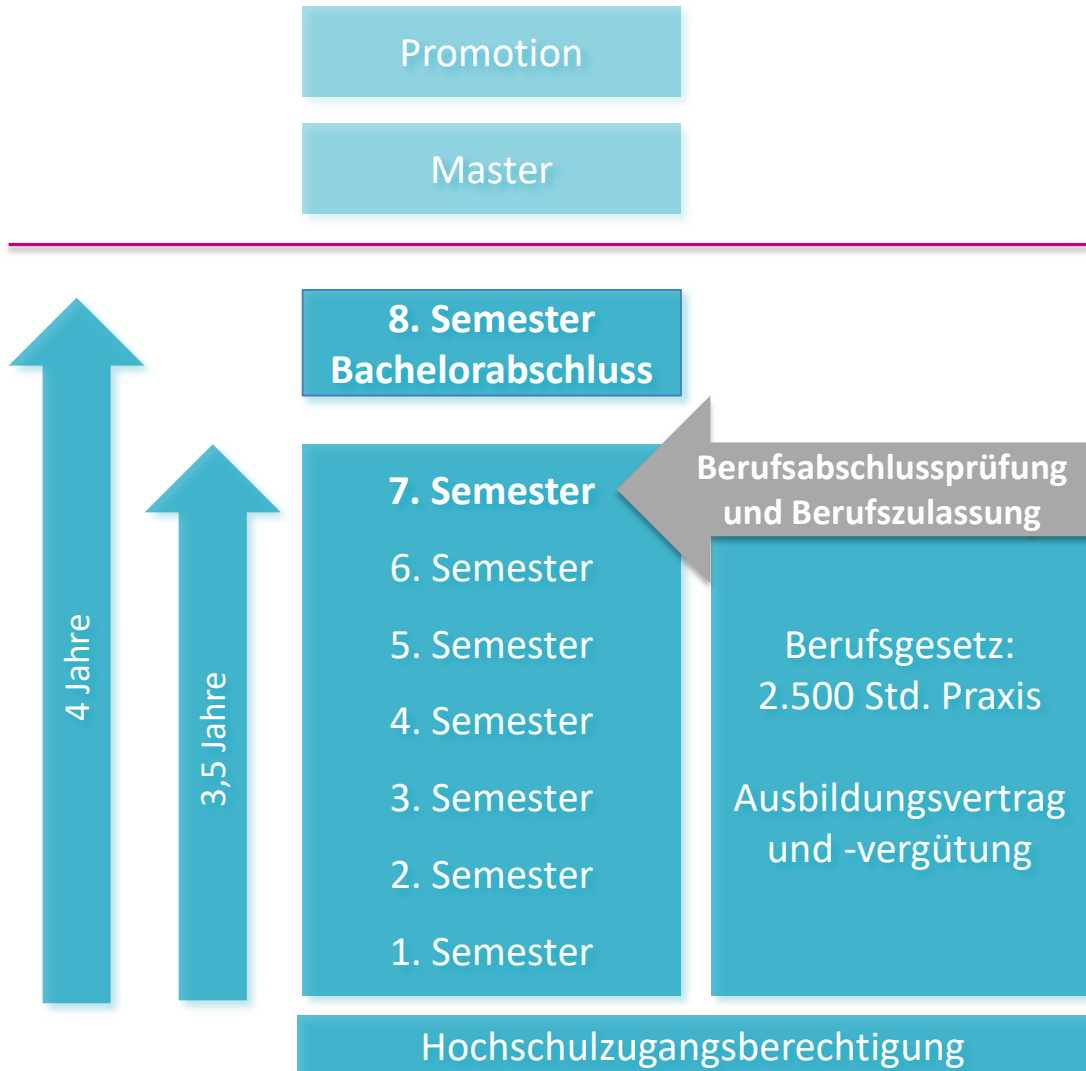 Promotion
Master
8. Semester
Bachelorabschluss
7. Semester
6. Semester
5. Semester
4. Semester
3. Semester
2. Semester
1. Semester
4 Jahre
3,5 Jahre
Berufsabschlussprüfung
und Berufszulassung
Berufsgesetz:
2.500 Std. Praxis
Ausbildungsvertrag
und -vergütung
Hochschulzugangsberechtigung